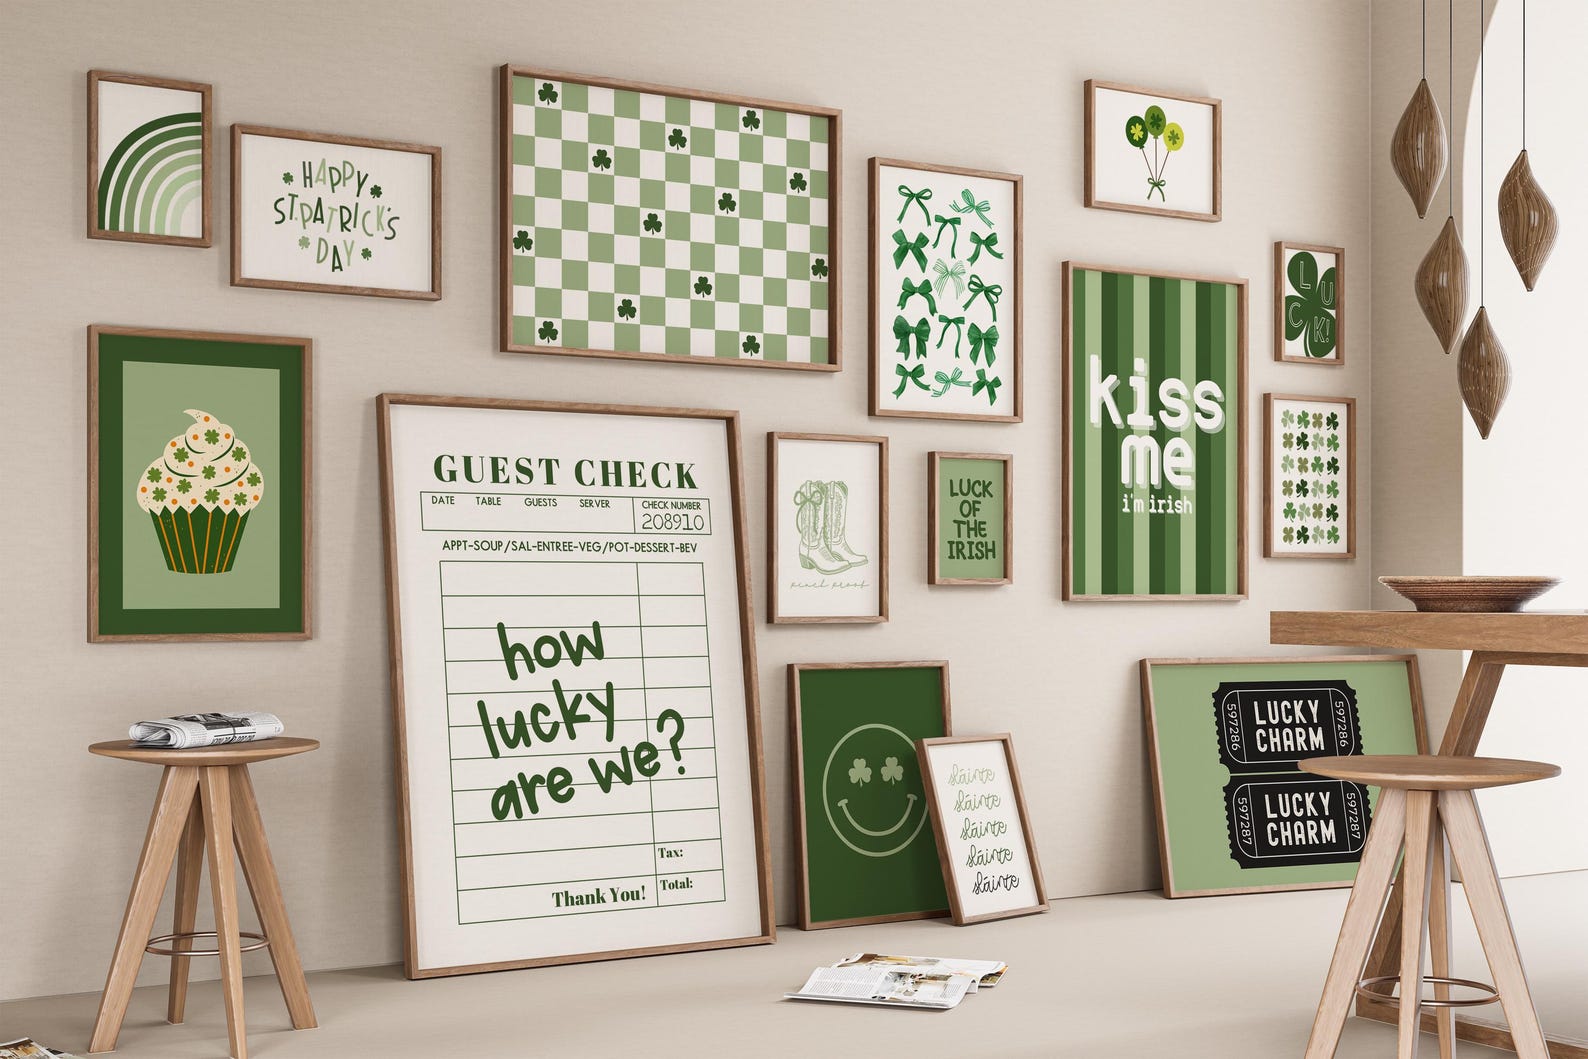 HAPPY
ST.PATRICK'S
DAY
LUCK!
kiss
me
i'm irish
GUEST CHECK
DATE TABLE GUESTS SERVER CHECK NUMBER
208910
APPT-SOUP/SAL-ENTREE-VEG/POT-DESSERT-BEV
how
lucky
are we?
Tax:
Thank You! Total:
LUCK
OF
THE
IRISH
pinch proof
sláinte
sláinte
sláinte
sláinte
sláinte
597286 LUCKY
CHARM
597287 LUCKY
CHARM 597287